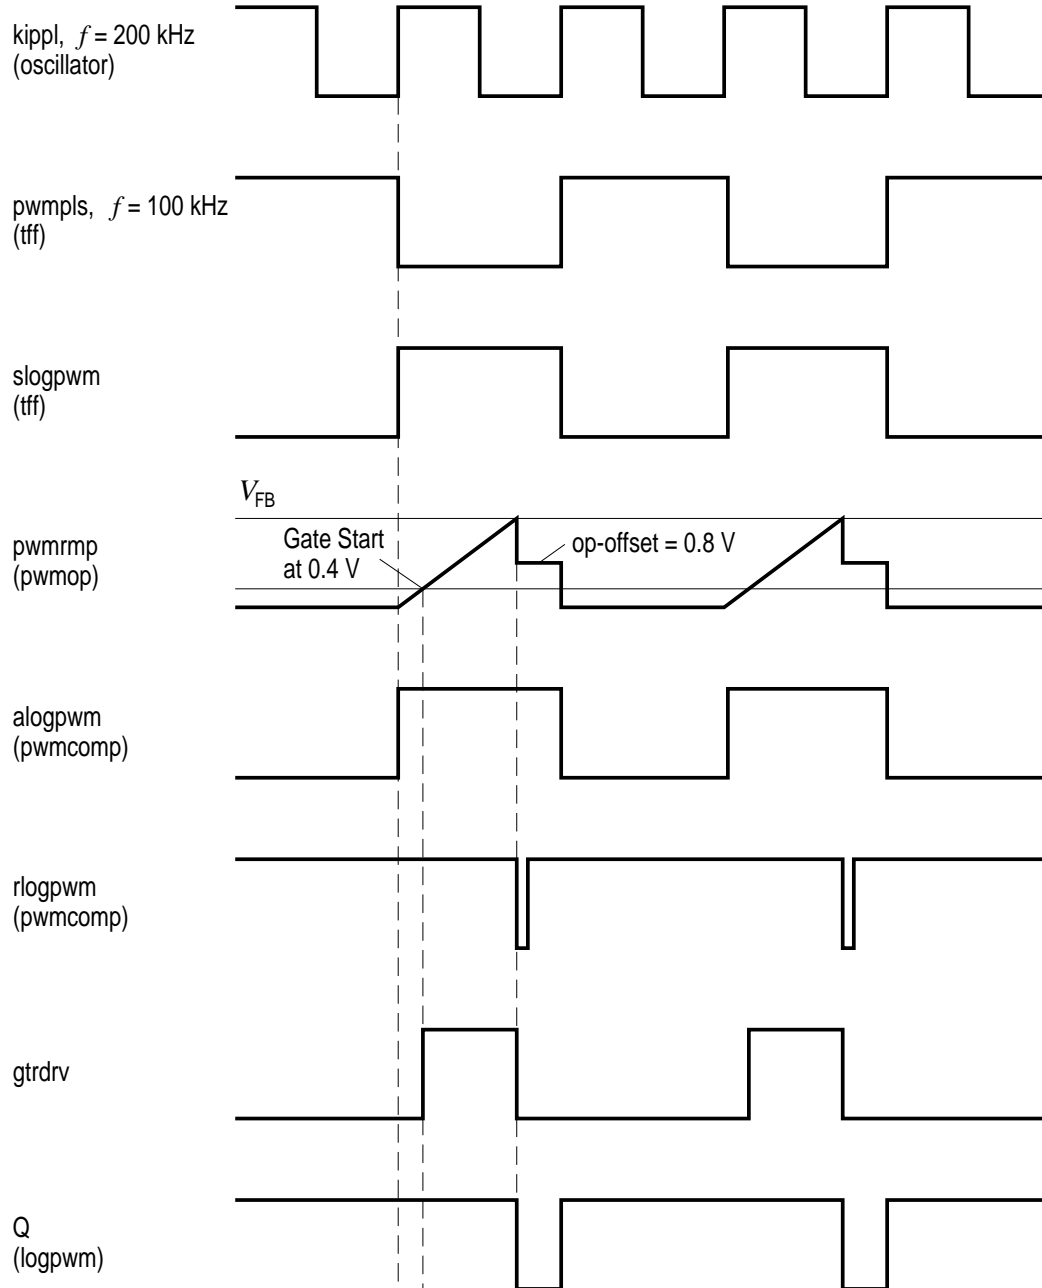 kippl, f = 200 kHz
(oscillator)
pwmpls, f = 100 kHz
(tff)
slogpwm
(tff)
VFB
pwmrmp
(pwmop)
Gate Start
at 0.4 V
op-offset = 0.8 V
alogpwm
(pwmcomp)
rlogpwm
(pwmcomp)
gtrdrv
Q
(logpwm)